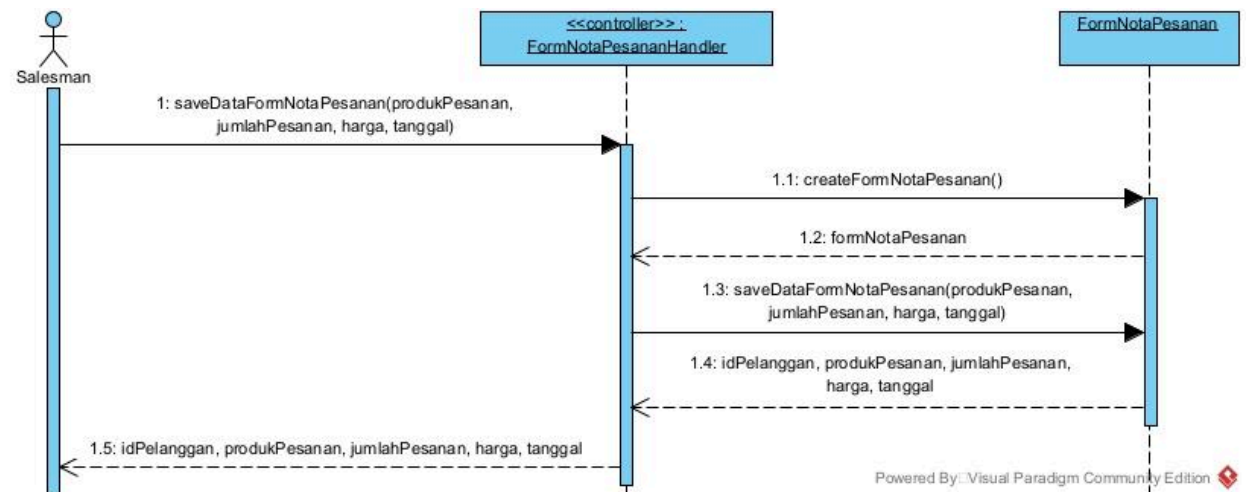 <<controller>> :
FormNotaPesananHandler
FormNotaPesanan
Salesman
1: saveDataFormNotaPesanan(produkPesanan,
jumlahPesanan, harga, tanggal)
1.1: createFormNotaPesanan()
1.2: formNotaPesanan
1.3: saveDataFormNotaPesanan(produkPesanan,
jumlahPesanan, harga, tanggal)
1.4: idPelanggan, produkPesanan, jumlahPesanan,
harga, tanggal
1.5: idPelanggan, produkPesanan, jumlahPesanan, harga, tanggal
Powered By Visual Paradigm Community Edition